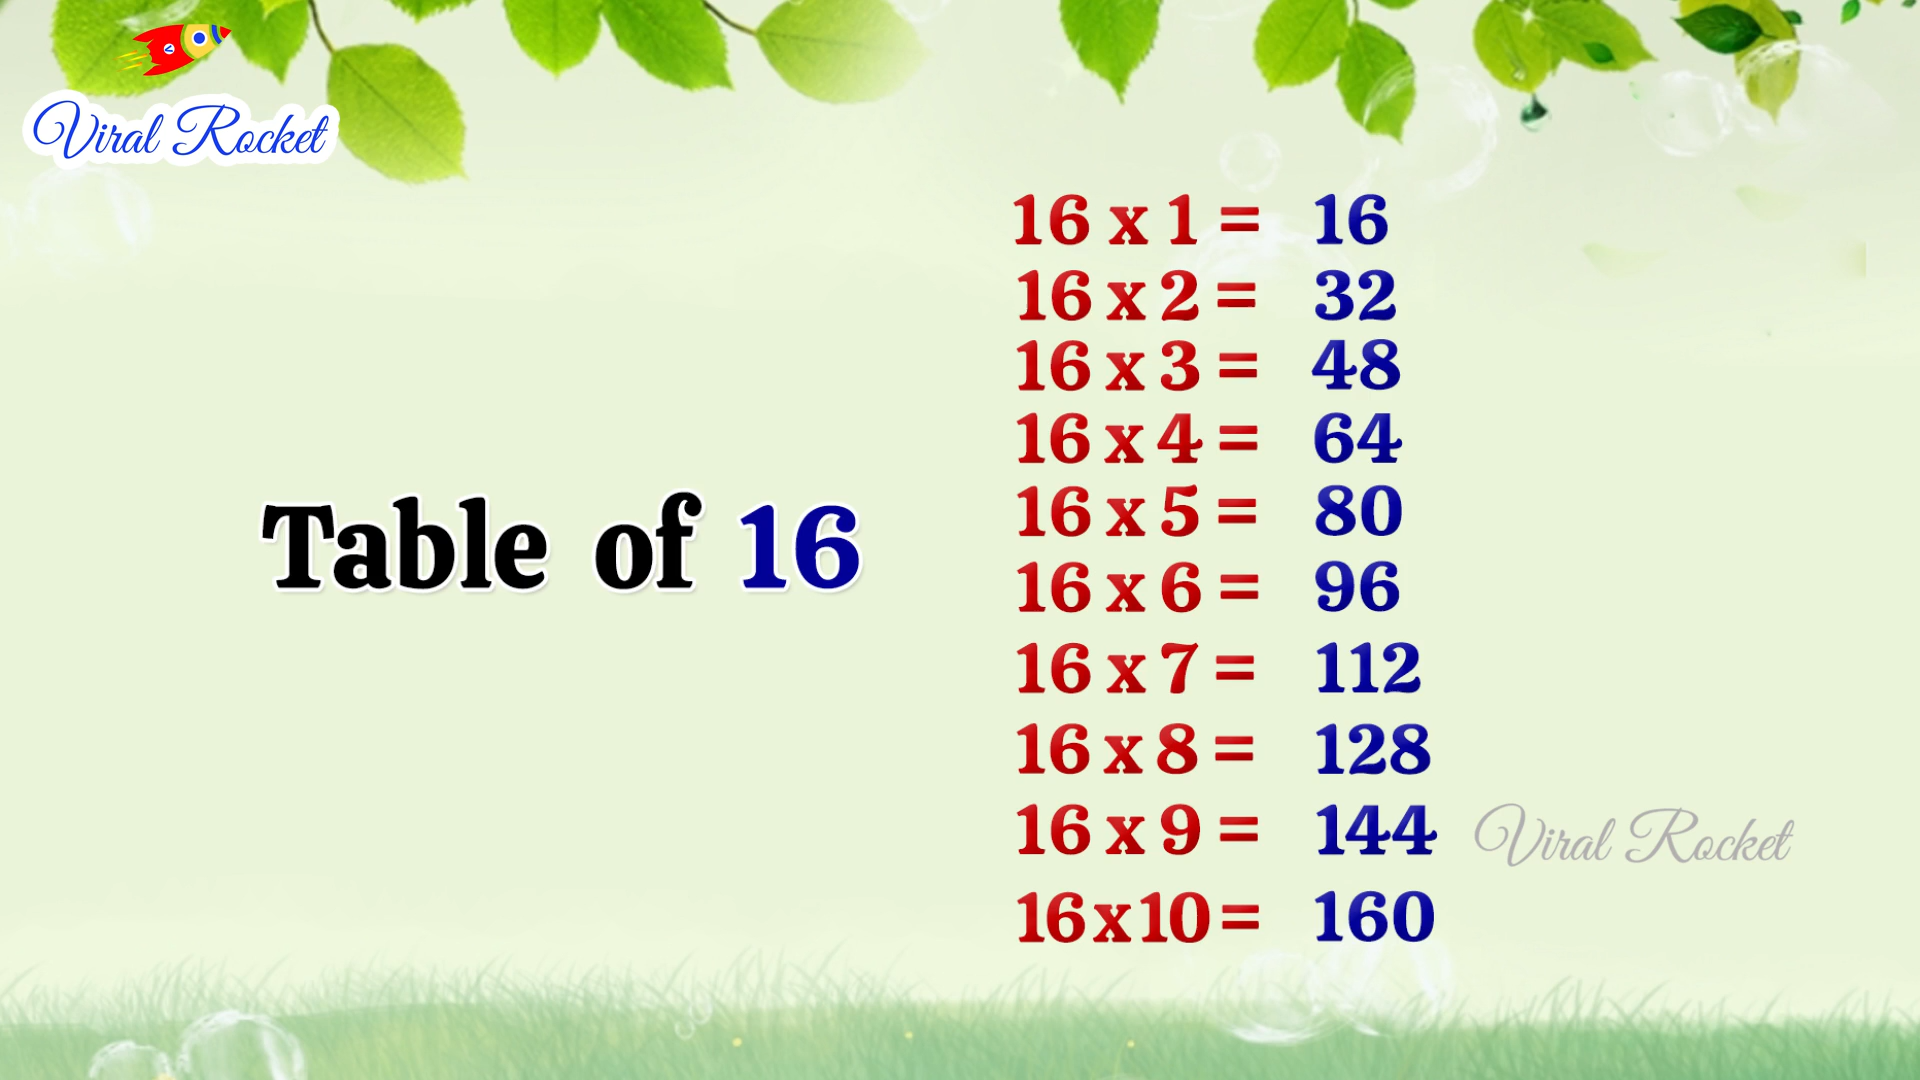 Viral Rocket
Table of 16
16 x 1 = 16
16 x 2 = 32
16 x 3 = 48
16 x 4 = 64
16 x 5 = 80
16 x 6 = 96
16 x 7 = 112
16 x 8 = 128
16 x 9 = 144
Viral Rocket
16x10= 160